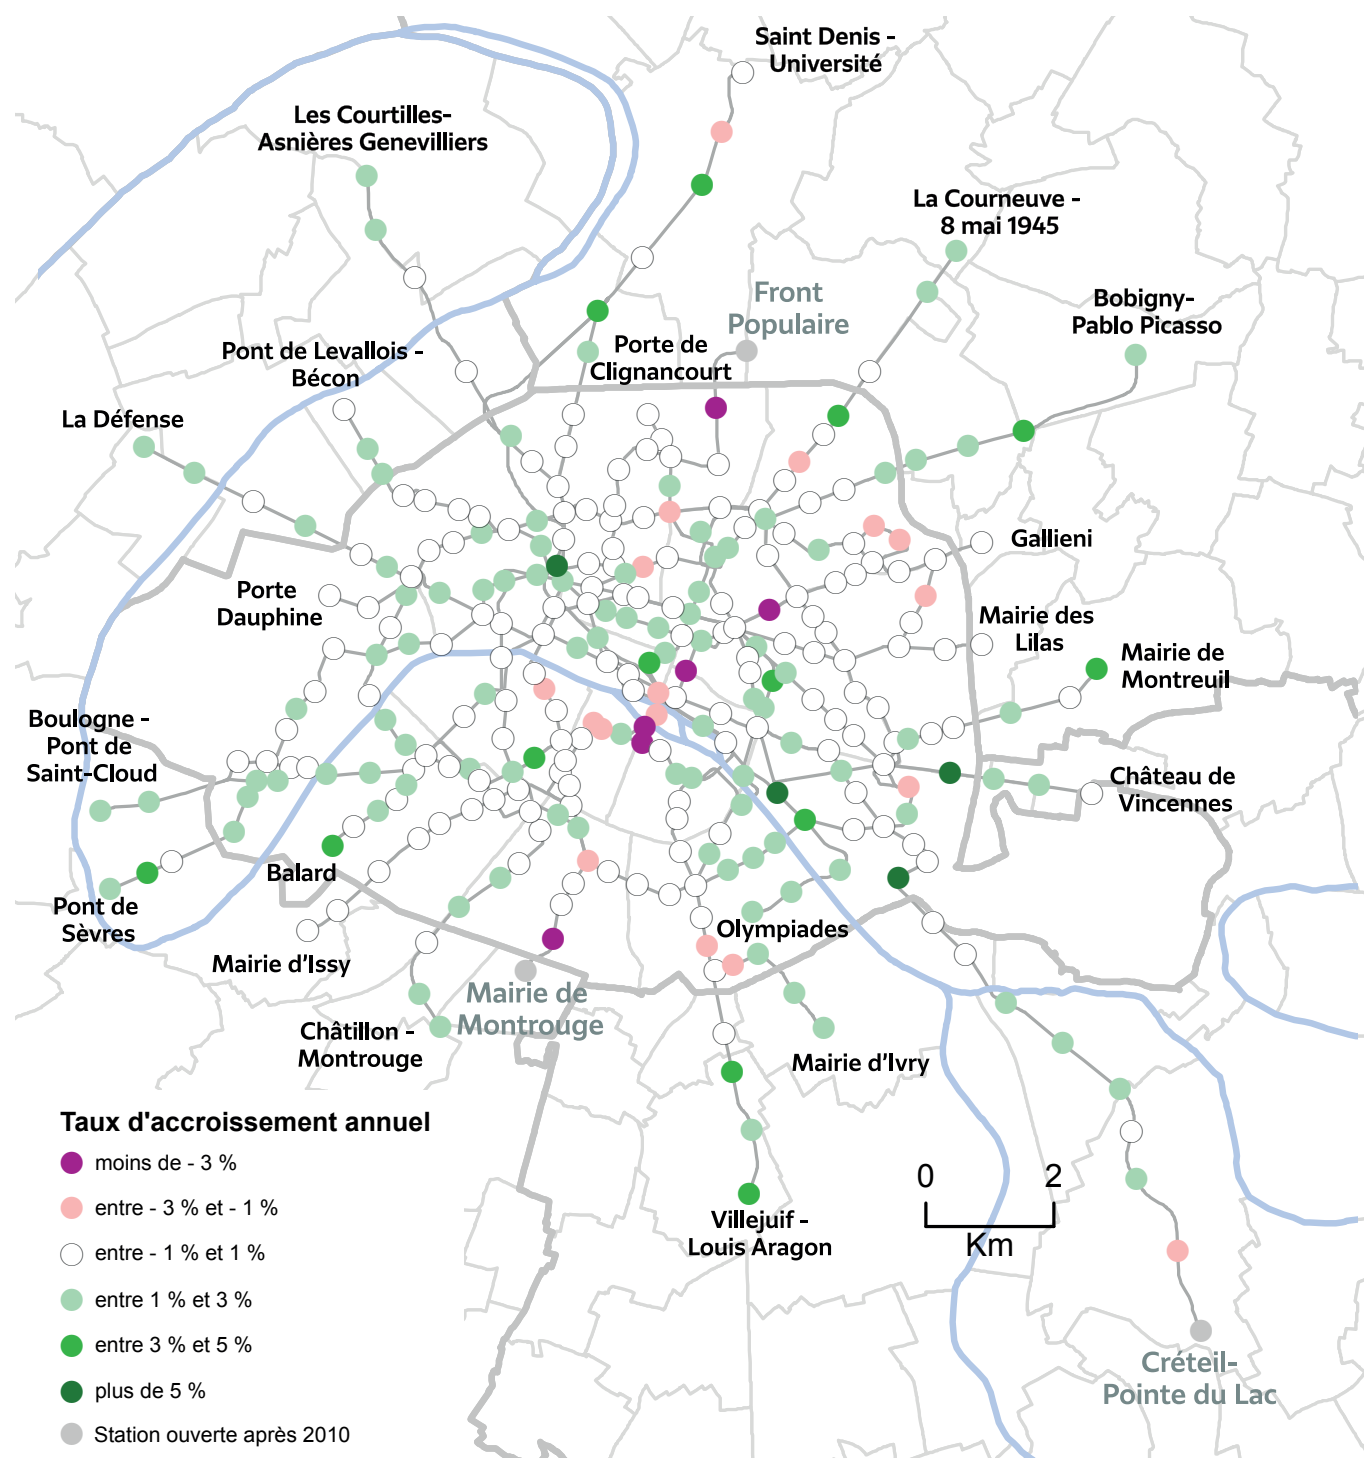 Saint Denis -
Université
Les Courtilles-
Asnières Genevilliers
La Courneuve -
8 mai 1945
Front
Populaire
Bobigny-
Pablo Picasso
Pont de Levallois -
Bécon
Porte de
Clignancourt
La Défense
Gallieni
Porte
Dauphine
Mairie des
Lilas
Mairie de
Montreuil
Boulogne -
Pont de
Saint-Cloud
Château de
Vincennes
Balard
Pont de
Sèvres
Olympiades
Mairie d'Issy
Mairie de
Montrouge
Châtillon -
Montrouge
Mairie d'Ivry
Taux d'accroissement annuel
moins de - 3 %
entre - 3 % et - 1 %
entre - 1 % et 1 %
entre 1 % et 3 %
entre 3 % et 5 %
plus de 5 %
Station ouverte après 2010
Villejuif -
Louis Aragon
0 2
Km
Créteil-
Pointe du Lac